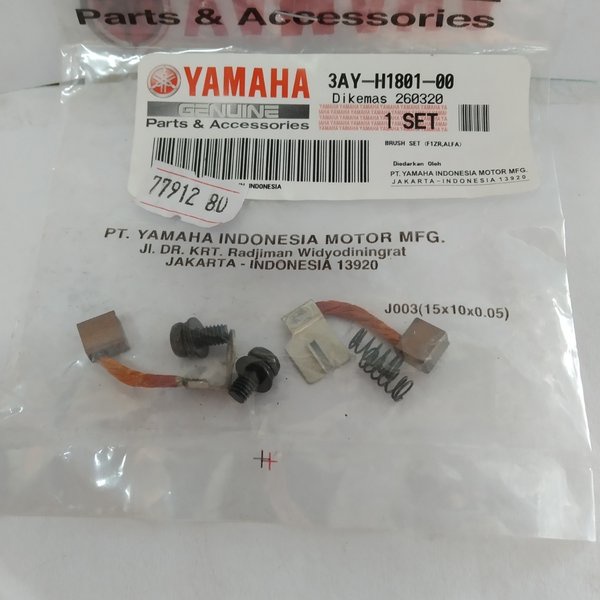 Parts & Accessories
YAMAHA
GENUINE
Parts & Accessories
3AY-H1801-00
Dikemas 260320
1 SET
BRUSH SET (F1ZR,ALFA)
Diedarkan Oleh
PT. YAMAHA INDONESIA MOTOR MFG.
JAKARTA-INDONESIA 13920
IN INDONESIA
77912 80
PT. YAMAHA INDONESIA MOTOR MFG.
Jl. DR. KRT. Radjiman Widyodiningrat
JAKARTA - INDONESIA 13920
J003(15x10x0.05)